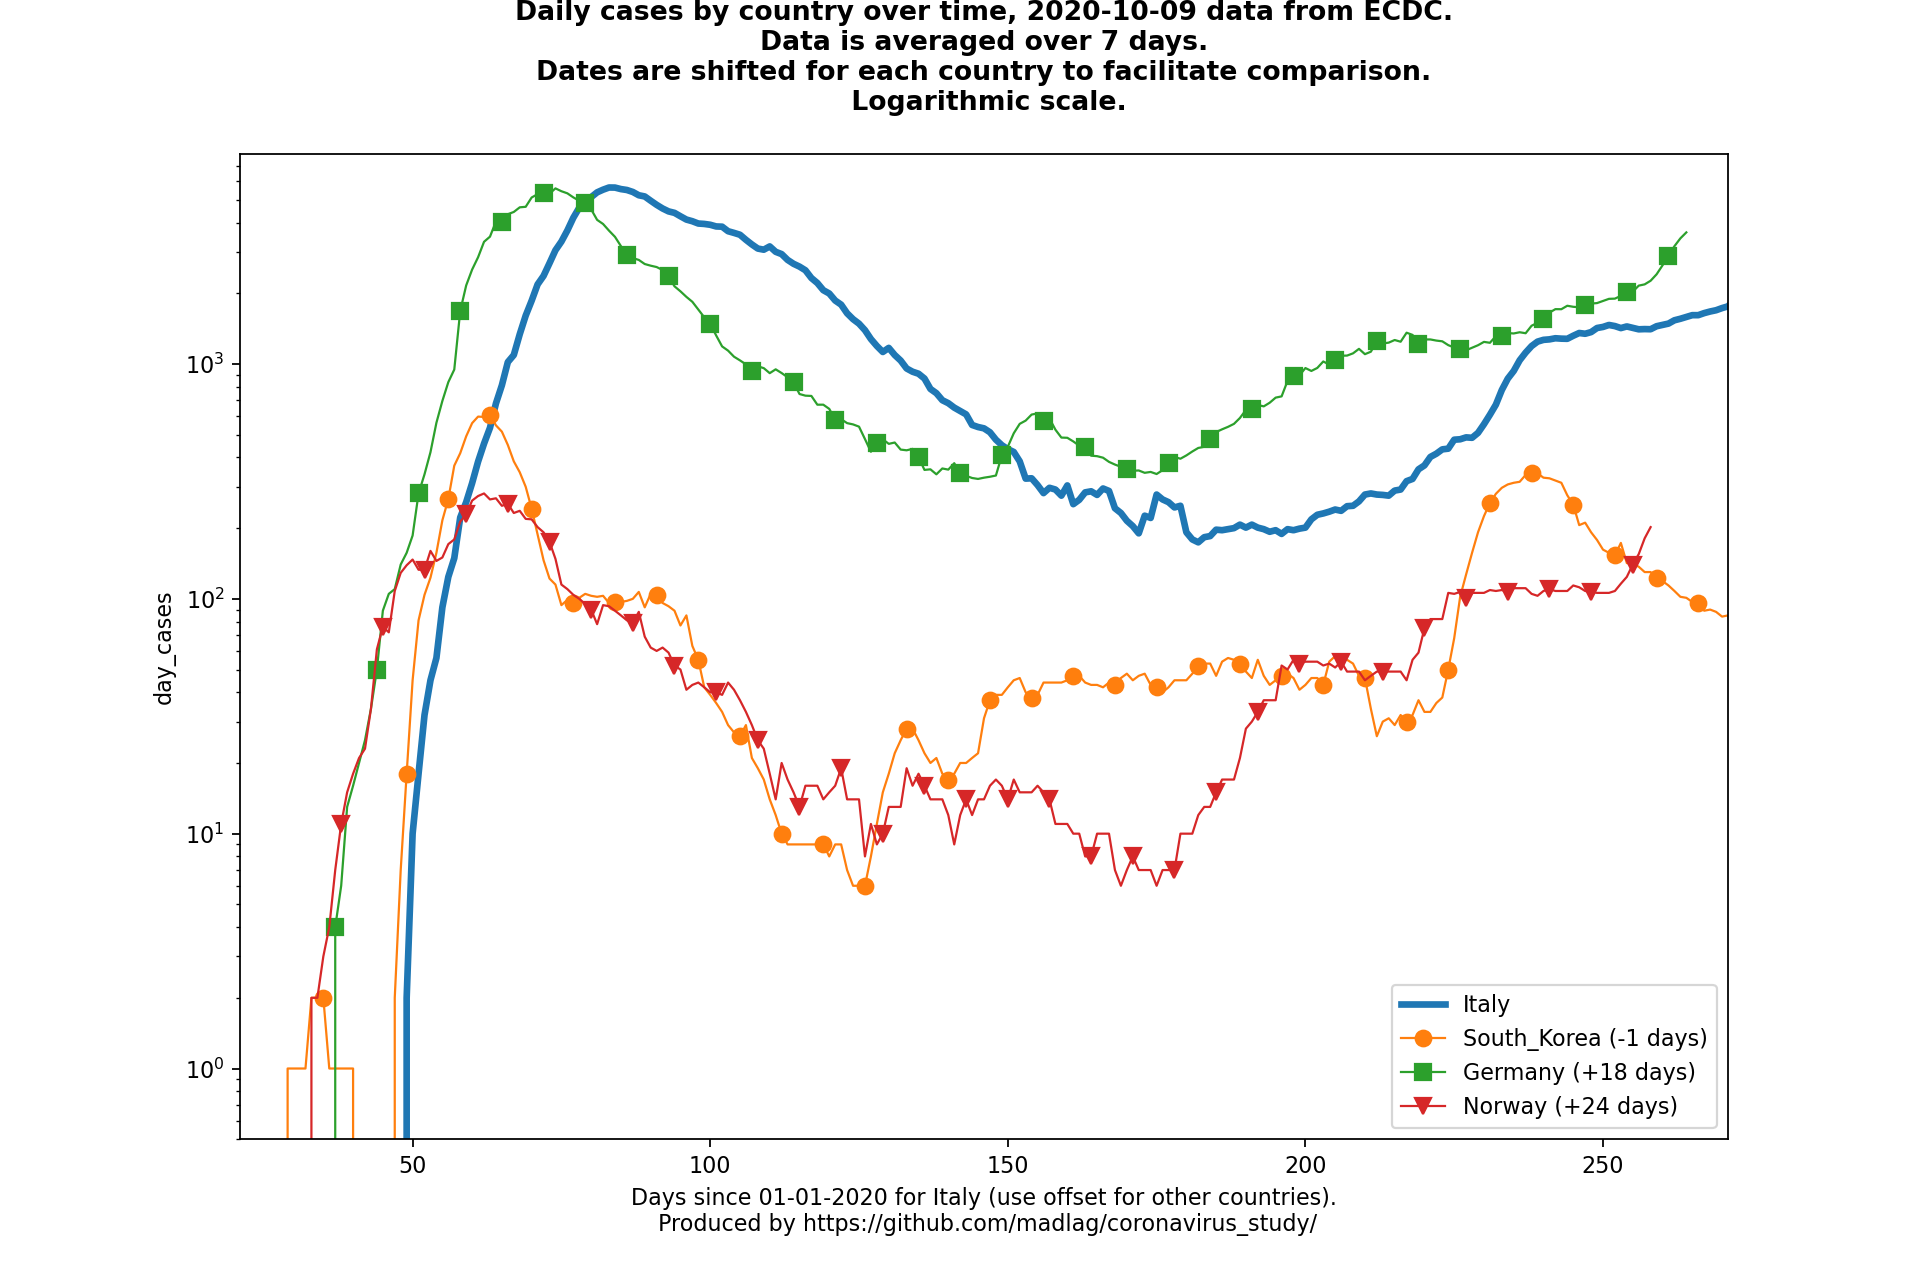 Daily cases by country over time, 2020-10-09 data from ECDC.
Data is averaged over 7 days.
Dates are shifted for each country to facilitate comparison.
Logarithmic scale.
day_cases
10³
10²
10¹
10⁰
Italy
South_Korea (-1 days)
Germany (+18 days)
Norway (+24 days)
50
100
150
200
250
Days since 01-01-2020 for Italy (use offset for other countries).
Produced by https://github.com/madlag/coronavirus_study/